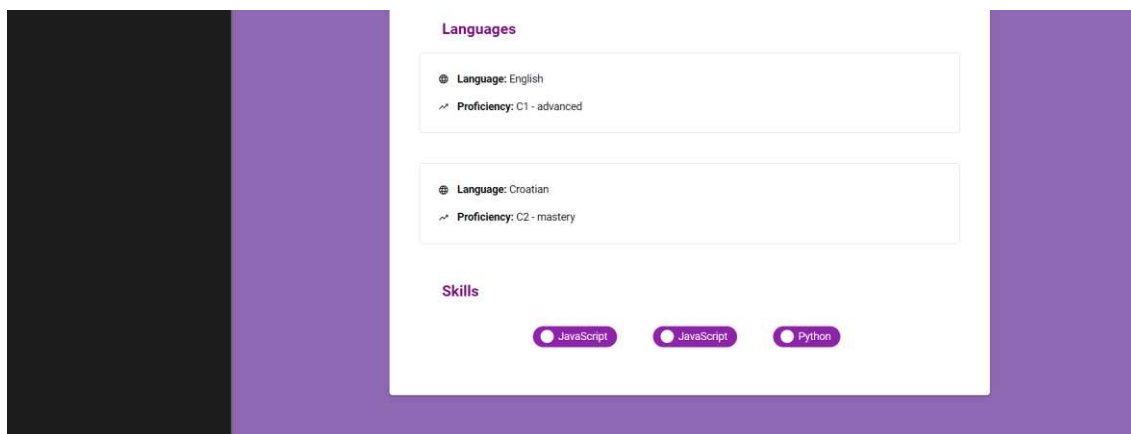 Languages
Language: English
Proficiency: C1 - advanced
Language: Croatian
Proficiency: C2 - mastery
Skills
JavaScript JavaScript Python